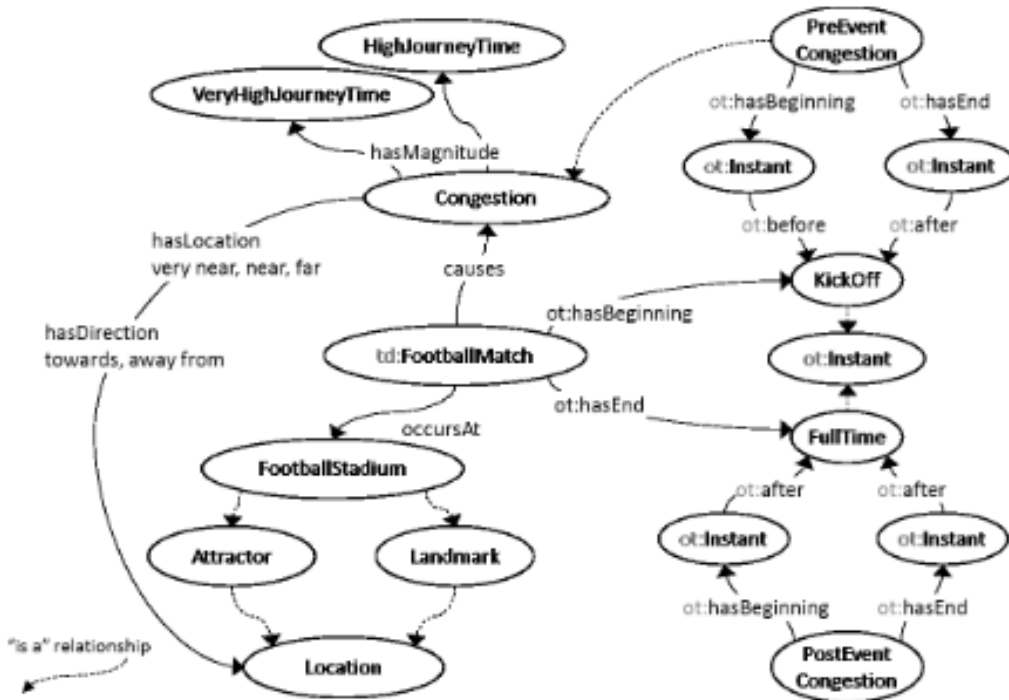 HighJourneyTime
VeryHighJourneyTime
hasMagnitude
Congestion
PreEvent
Congestion
ot:hasBeginning
ot:hasEnd
ot:Instant
ot:Instant
ot:before
ot:after
hasLocation
very near, near, far
causes
KickOff
ot:hasBeginning
hasDirection
towards, away from
td:FootballMatch
ot:Instant
ot:hasEnd
occursAt
FullTime
FootballStadium
ot:after
ot:after
Attractor
Landmark
ot:Instant
ot:Instant
ot:hasBeginning
ot:hasEnd
"is a" relationship
Location
PostEvent
Congestion